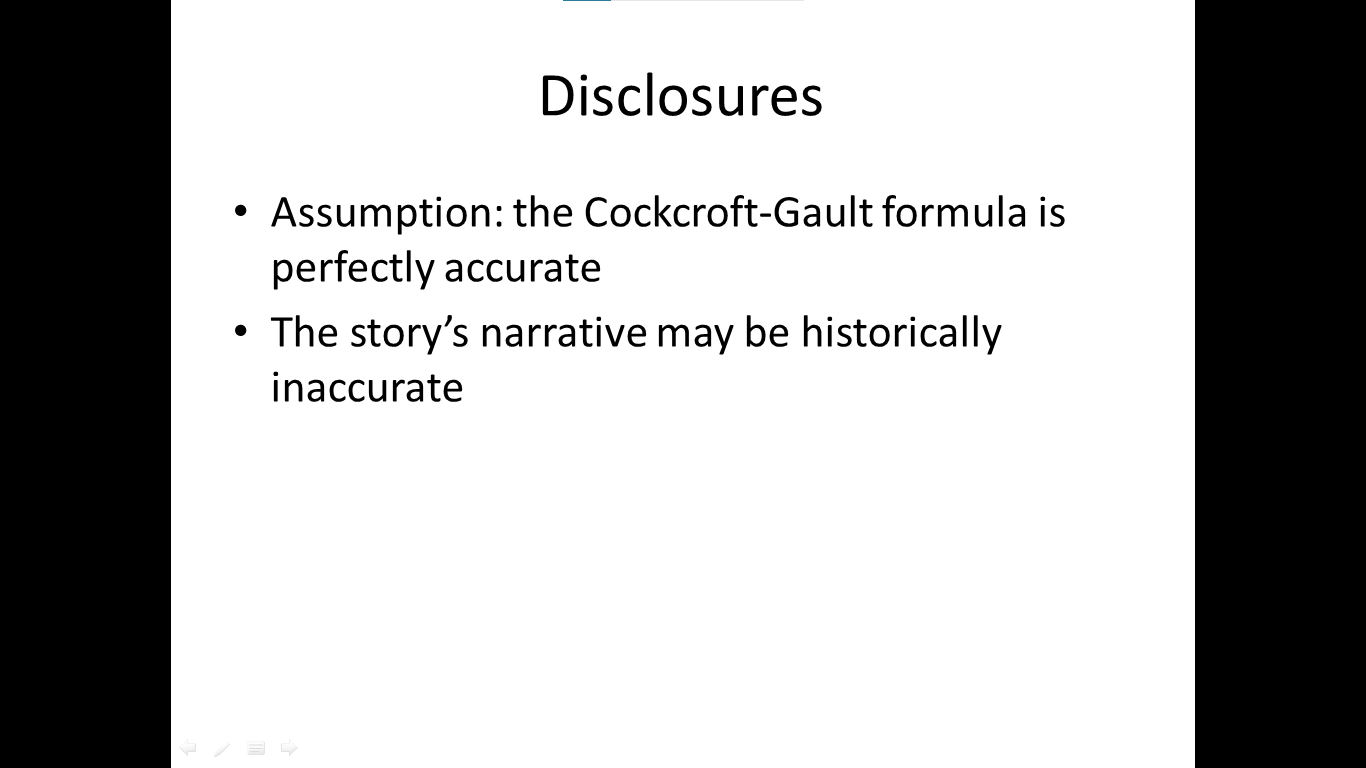 Disclosures
• Assumption: the Cockcroft-Gault formula is
perfectly accurate
• The story’s narrative may be historically
inaccurate